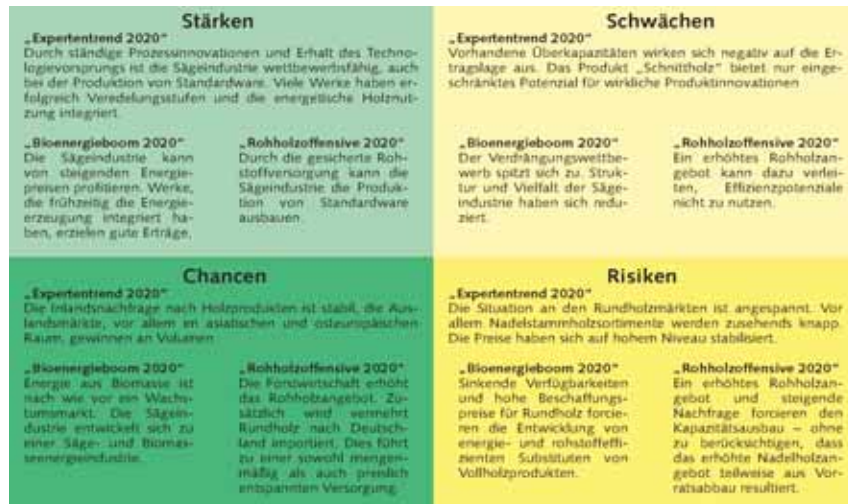 Stärken
„Expertentrend 2020“
Durch ständige Prozessinnovationen und Erhalt des Techno-
logievorsprungs ist die Sägeindustrie wettbewerbsfähig, auch
bei der Produktion von Standardware. Viele Werke haben er-
folgreich Veredelungsstufen und die energetische Holznut-
zung integriert.
„Bioenergieboom 2020“
Die Sägeindustrie kann
von steigenden Energie-
preisen profitieren. Werke,
die frühzeitig die Energie-
erzeugung integriert ha-
ben, erzielen gute Erträge.
„Rohholzoffensive 2020“
Durch die gesicherte Roh-
stoffversorgung kann die
Sägeindustrie die Produk-
tion von Standardware
ausbauen.
Schwächen
„Expertentrend 2020“
Vorhandene Überkapazitäten wirken sich negativ auf die Er-
tragslage aus. Das Produkt „Schnittholz“ bietet nur einge-
schränktes Potenzial für wirkliche Produktinnovationen
„Bioenergieboom 2020“
Der Verdrängungswettbe-
werb spitzt sich zu. Struk-
tur und Vielfalt der Säge-
industrie haben sich redu-
ziert.
„Rohholzoffensive 2020“
Ein erhöhtes Rohholzan-
gebot kann dazu verlei-
ten, Effizienzpotenziale
nicht zu nutzen.
Chancen
„Expertentrend 2020“
Die Inlandsnachfrage nach Holzprodukten ist stabil, die Aus-
landsmärkte, vor allem im asiatischen und osteuropäischen
Raum, gewinnen an Volumen
„Bioenergieboom 2020“
Energie aus Biomasse ist
nach wie vor ein Wachs-
tumsmarkt. Die Sägein-
dustrie entwickelt sich zu
einer Säge- und Biomas-
seenergieindustrie.
„Rohholzoffensive 2020“
Die Forstwirtschaft erhöht
das Rohholzangebot. Zu-
sätzlich wird vermehrt
Rundholz nach Deutsch-
land importiert. Dies führt
zu einer sowohl mengen-
mäßig als auch preislich
entspannten Versorgung.
Risiken
„Expertentrend 2020“
Die Situation an den Rundholzmärkten ist angespannt. Vor
allem Nadelstammholzsortimente werden zusehends knapp.
Die Preise haben sich auf hohem Niveau stabilisiert.
„Bioenergieboom 2020“
Sinkende Verfügbarkeiten
und hohe Beschaffungs-
preise für Rundholz forcie-
ren die Entwicklung von
energie- und rohstoffeffi-
zienten Substituten von
Vollholzprodukten.
„Rohholzoffensive 2020“
Ein erhöhtes Rohholzan-
gebot und steigende
Nachfrage forcieren den
Kapazitätsausbau – ohne
zu berücksichtigen, dass
das erhöhte Nadelholzan-
gebot teilweise aus Vor-
ratsabbau resultiert.